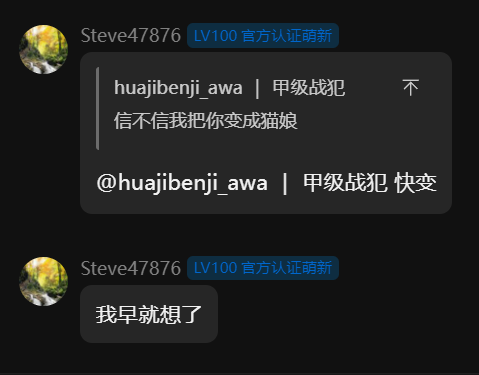 Steve47876 LV100 官方认证萌新
huajibenji_awa | 甲级战犯
信不信我把你变成猫娘
@huajibenji_awa | 甲级战犯 快变
Steve47876 LV100 官方认证萌新
我早就想了